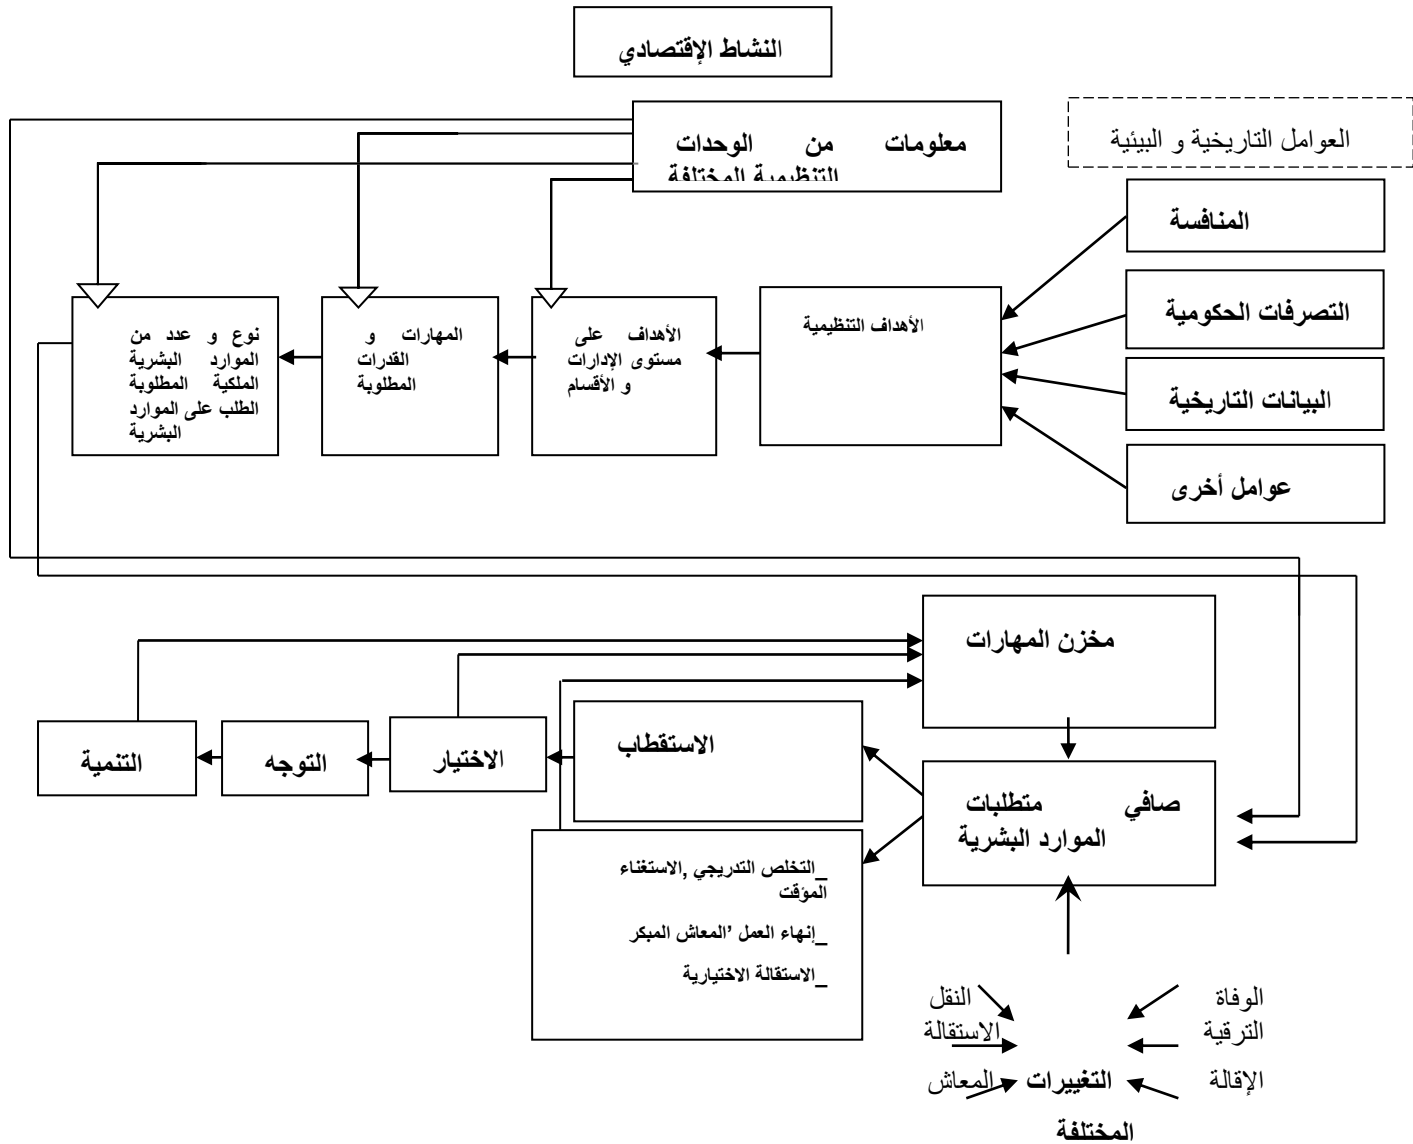 النشاط الإقتصادي
معلومات من الوحدات
التنظيمية المختلفة
العوامل التاريخية و البيئية
المنافسة
التصرفات الحكومية
البيانات التاريخية
عوامل أخرى
الأهداف التنظيمية
الأهداف على
مستوى الإدارات
و الأقسام
المهارات و
القدرات
المطلوبة
نوع و عدد من
الموارد البشرية
الملكية المطلوبة
الطلب على الموارد
البشرية
مخزن المهارات
صافي متطلبات
الموارد البشرية
الاستقطاب
الاختيار
التوجه
التنمية
_التخلص التدريجي ,الاستغناء
المؤقت
_إنهاء العمل ’المعاش المبكر
_الاستقالة الاختيارية
الوفاة
الترقية
الإقالة
النقل
الاستقالة
المعاش
التغييرات
المختلفة